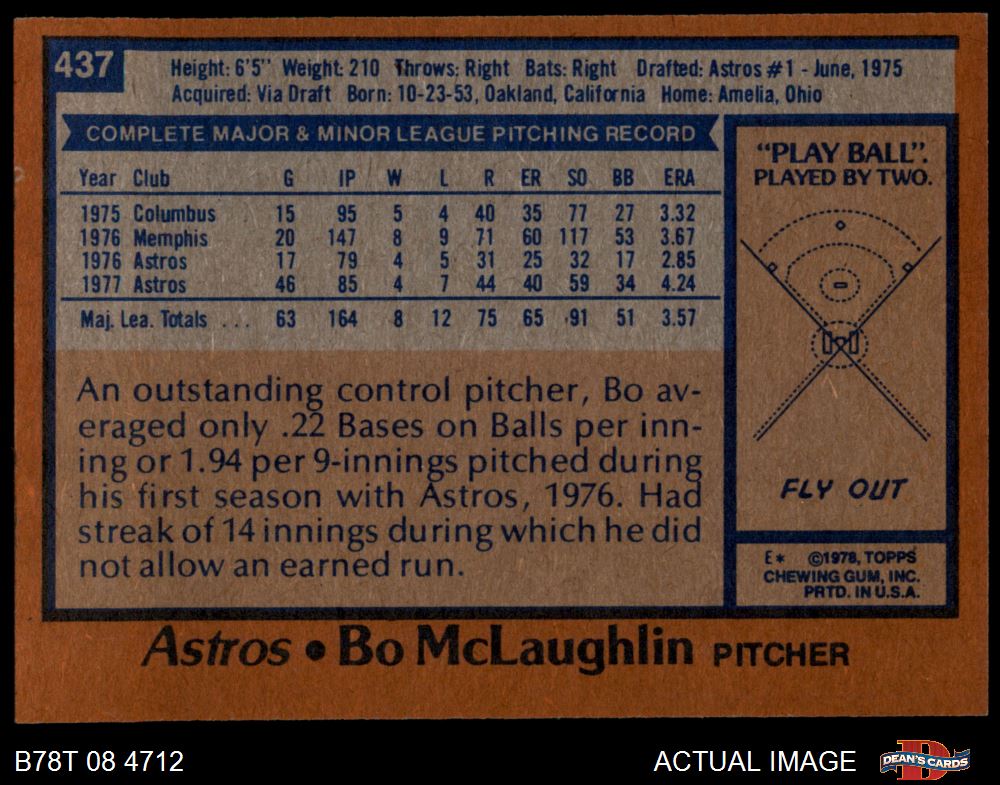 437
Height: 6'5" Weight: 210 Throws: Right Bats: Right Drafted: Astros #1 - June, 1975
Acquired: Via Draft Born: 10-23-53, Oakland, California Home: Amelia, Ohio
COMPLETE MAJOR & MINOR LEAGUE PITCHING RECORD
Year Club G IP W L R ER SO BB ERA
1975 Columbus 15 95 5 4 40 35 77 27 3.32
1976 Memphis 20 147 8 9 71 60 117 53 3.67
1976 Astros 17 79 4 5 31 25 32 17 2.85
1977 Astros 46 85 4 7 44 40 59 34 4.24
Maj. Lea. Totals ... 63 164 8 12 75 65 91 51 3.57
An outstanding control pitcher, Bo av-
eraged only .22 Bases on Balls per inn-
ing or 1.94 per 9-innings pitched during
his first season with Astros, 1976. Had
streak of 14 innings during which he did
not allow an earned run.
"PLAY BALL".
PLAYED BY TWO.
FLY OUT
E* ©1978, TOPPS
CHEWING GUM, INC.
PRTD. IN U.S.A.
Astros • Bo McLaughlin PITCHER
B78T 08 4712
ACTUAL IMAGE
D
DEAN'S CARDS